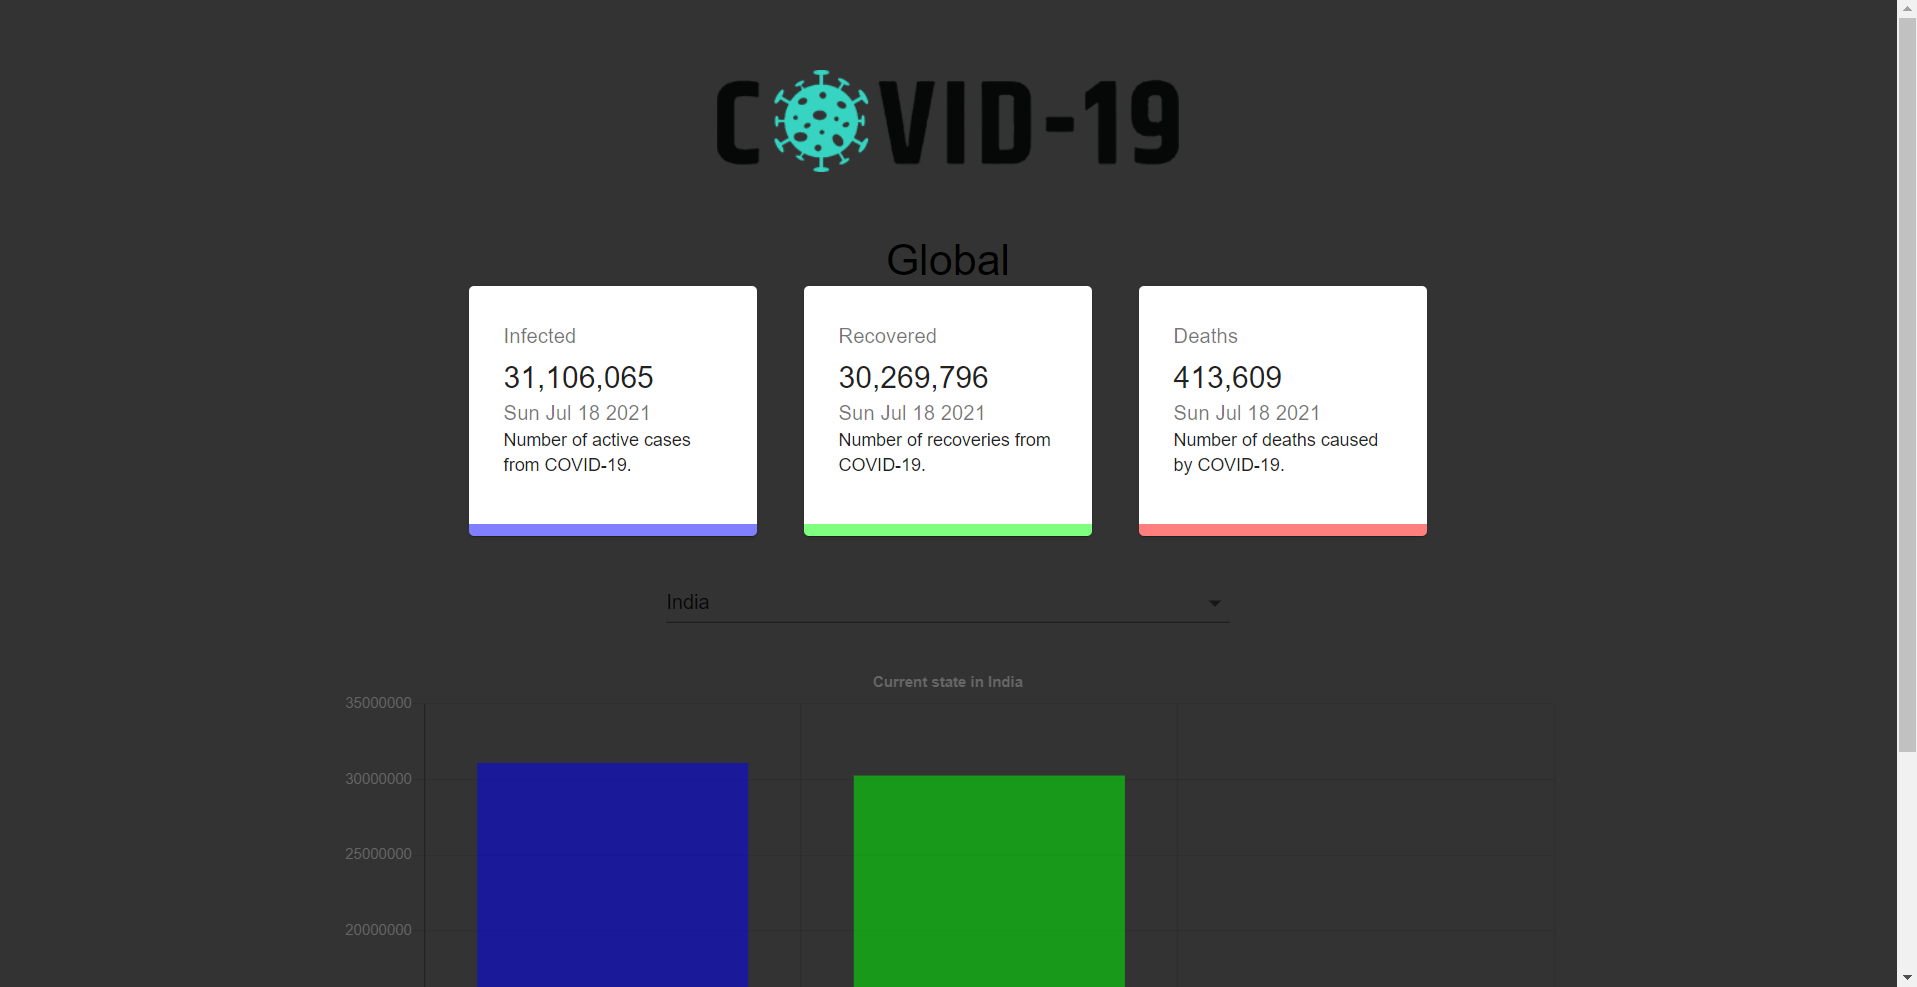 COVID-19
Global
Infected
31,106,065
Sun Jul 18 2021
Number of active cases
from COVID-19.
Recovered
30,269,796
Sun Jul 18 2021
Number of recoveries from
COVID-19.
Deaths
413,609
Sun Jul 18 2021
Number of deaths caused
by COVID-19.
India
Current state in India
35000000
30000000
25000000
20000000